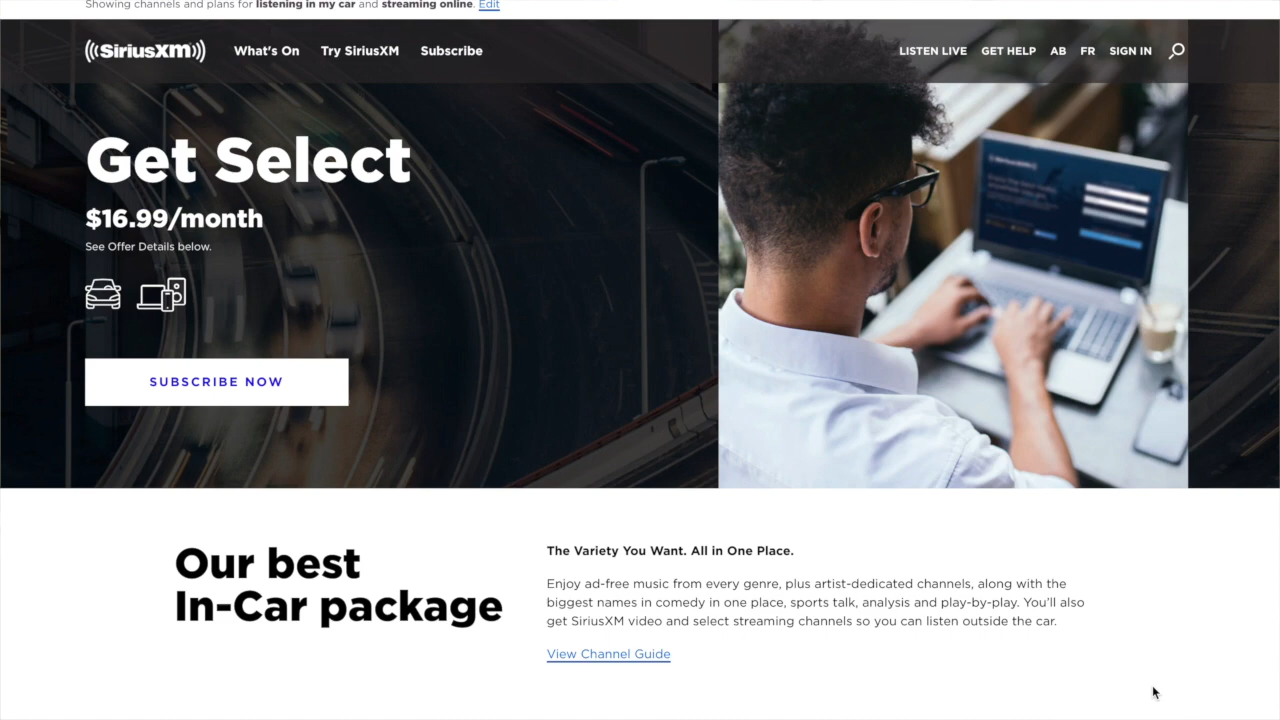 Showing channels and plans for listening in my car and streaming online. Edit
SiriusXM
What's On
Try SiriusXM
Subscribe
LISTEN LIVE
GET HELP
AB
FR
SIGN IN
Get Select
$16.99/month
See Offer Details below.
SUBSCRIBE NOW
Our best
In-Car package
The Variety You Want. All in One Place.
Enjoy ad-free music from every genre, plus artist-dedicated channels, along with the
biggest names in comedy in one place, sports talk, analysis and play-by-play. You'll also
get SiriusXM video and select streaming channels so you can listen outside the car.
View Channel Guide